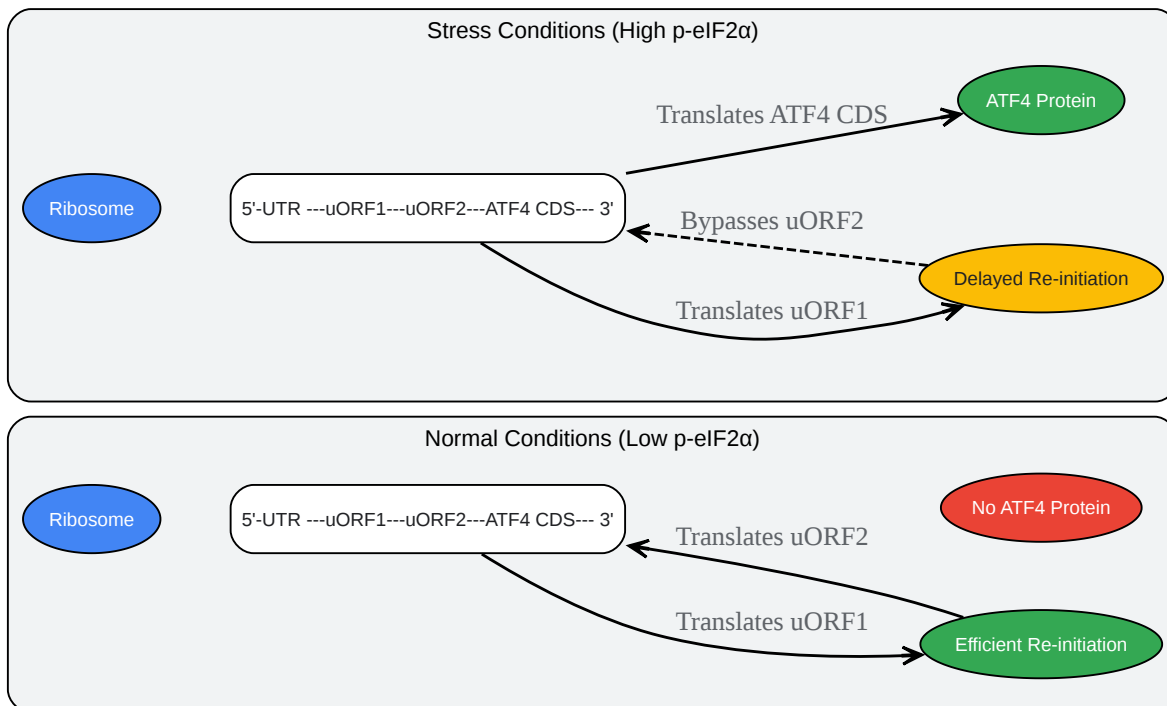 Stress Conditions (High p-eIF2α)
ATF4 Protein
Translates ATF4 CDS
Ribosome
5'-UTR ---uORF1---uORF2---ATF4 CDS--- 3'
Bypasses uORF2
Delayed Re-initiation
Translates uORF1
Normal Conditions (Low p-eIF2α)
Ribosome
5'-UTR ---uORF1---uORF2---ATF4 CDS--- 3'
No ATF4 Protein
Translates uORF2
Translates uORF1
Efficient Re-initiation